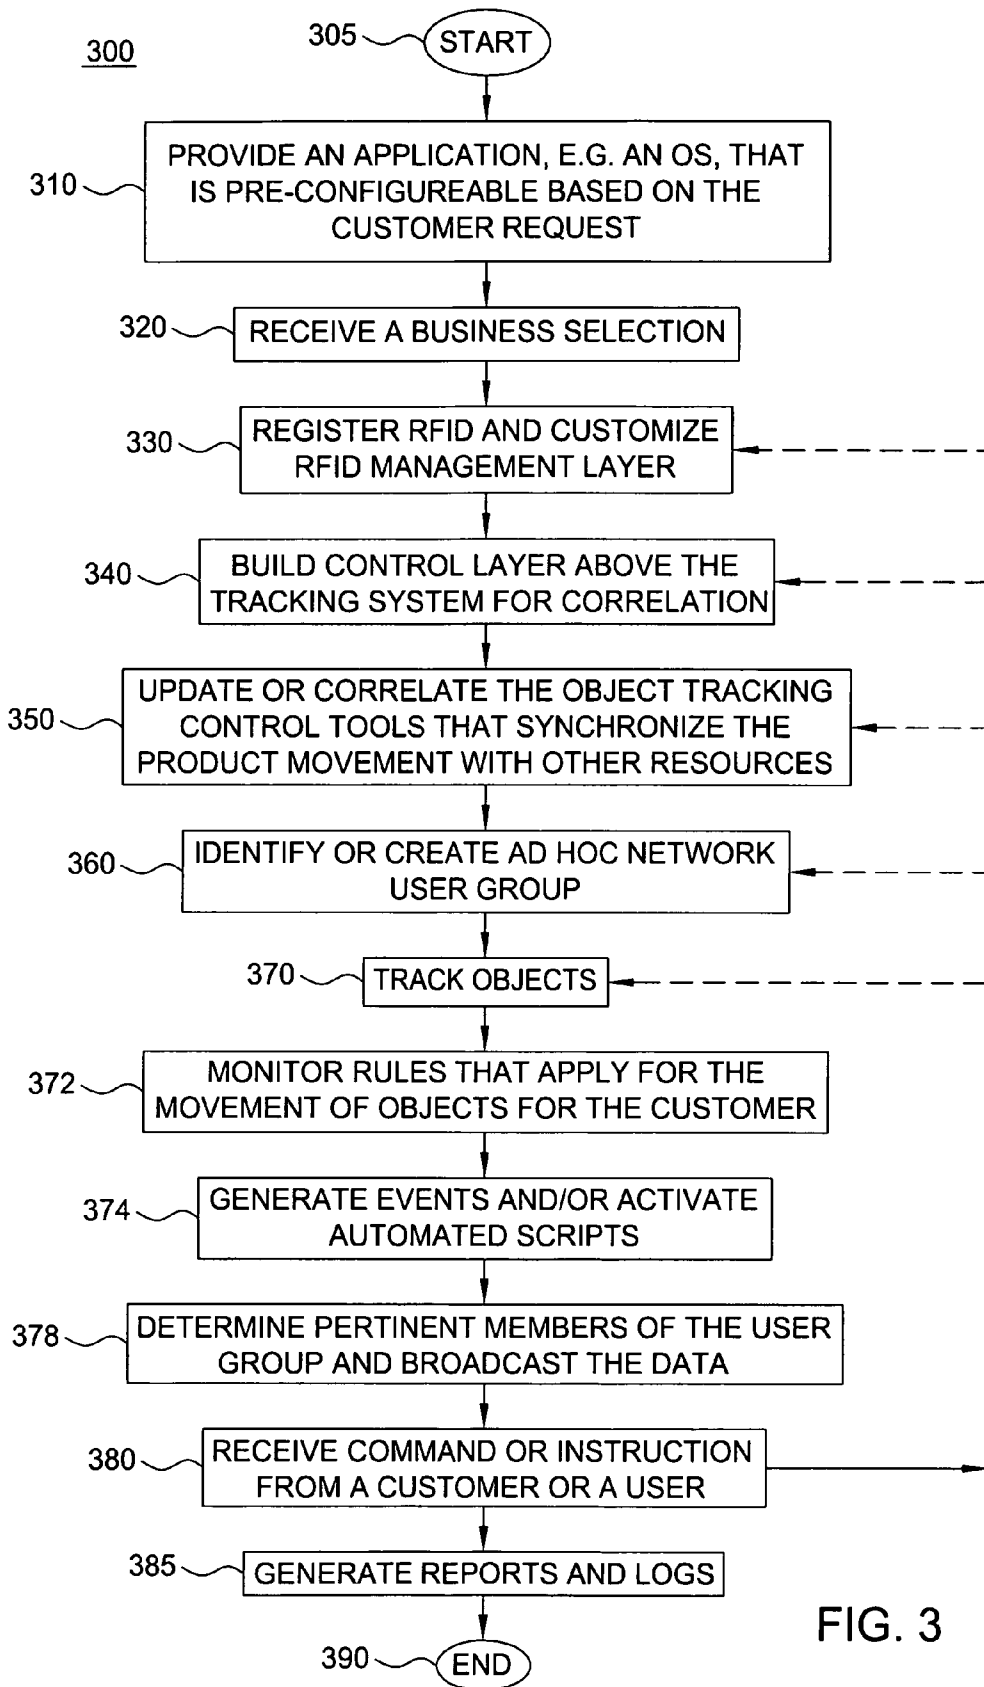 300
305
START
310
PROVIDE AN APPLICATION, E.G. AN OS, THAT
IS PRE-CONFIGUREABLE BASED ON THE
CUSTOMER REQUEST
320
RECEIVE A BUSINESS SELECTION
330
REGISTER RFID AND CUSTOMIZE
RFID MANAGEMENT LAYER
340
BUILD CONTROL LAYER ABOVE THE
TRACKING SYSTEM FOR CORRELATION
350
UPDATE OR CORRELATE THE OBJECT TRACKING
CONTROL TOOLS THAT SYNCHRONIZE THE
PRODUCT MOVEMENT WITH OTHER RESOURCES
360
IDENTIFY OR CREATE AD HOC NETWORK
USER GROUP
370
TRACK OBJECTS
372
MONITOR RULES THAT APPLY FOR THE
MOVEMENT OF OBJECTS FOR THE CUSTOMER
374
GENERATE EVENTS AND/OR ACTIVATE
AUTOMATED SCRIPTS
378
DETERMINE PERTINENT MEMBERS OF THE USER
GROUP AND BROADCAST THE DATA
380
RECEIVE COMMAND OR INSTRUCTION
FROM A CUSTOMER OR A USER
385
GENERATE REPORTS AND LOGS
390
END
FIG. 3